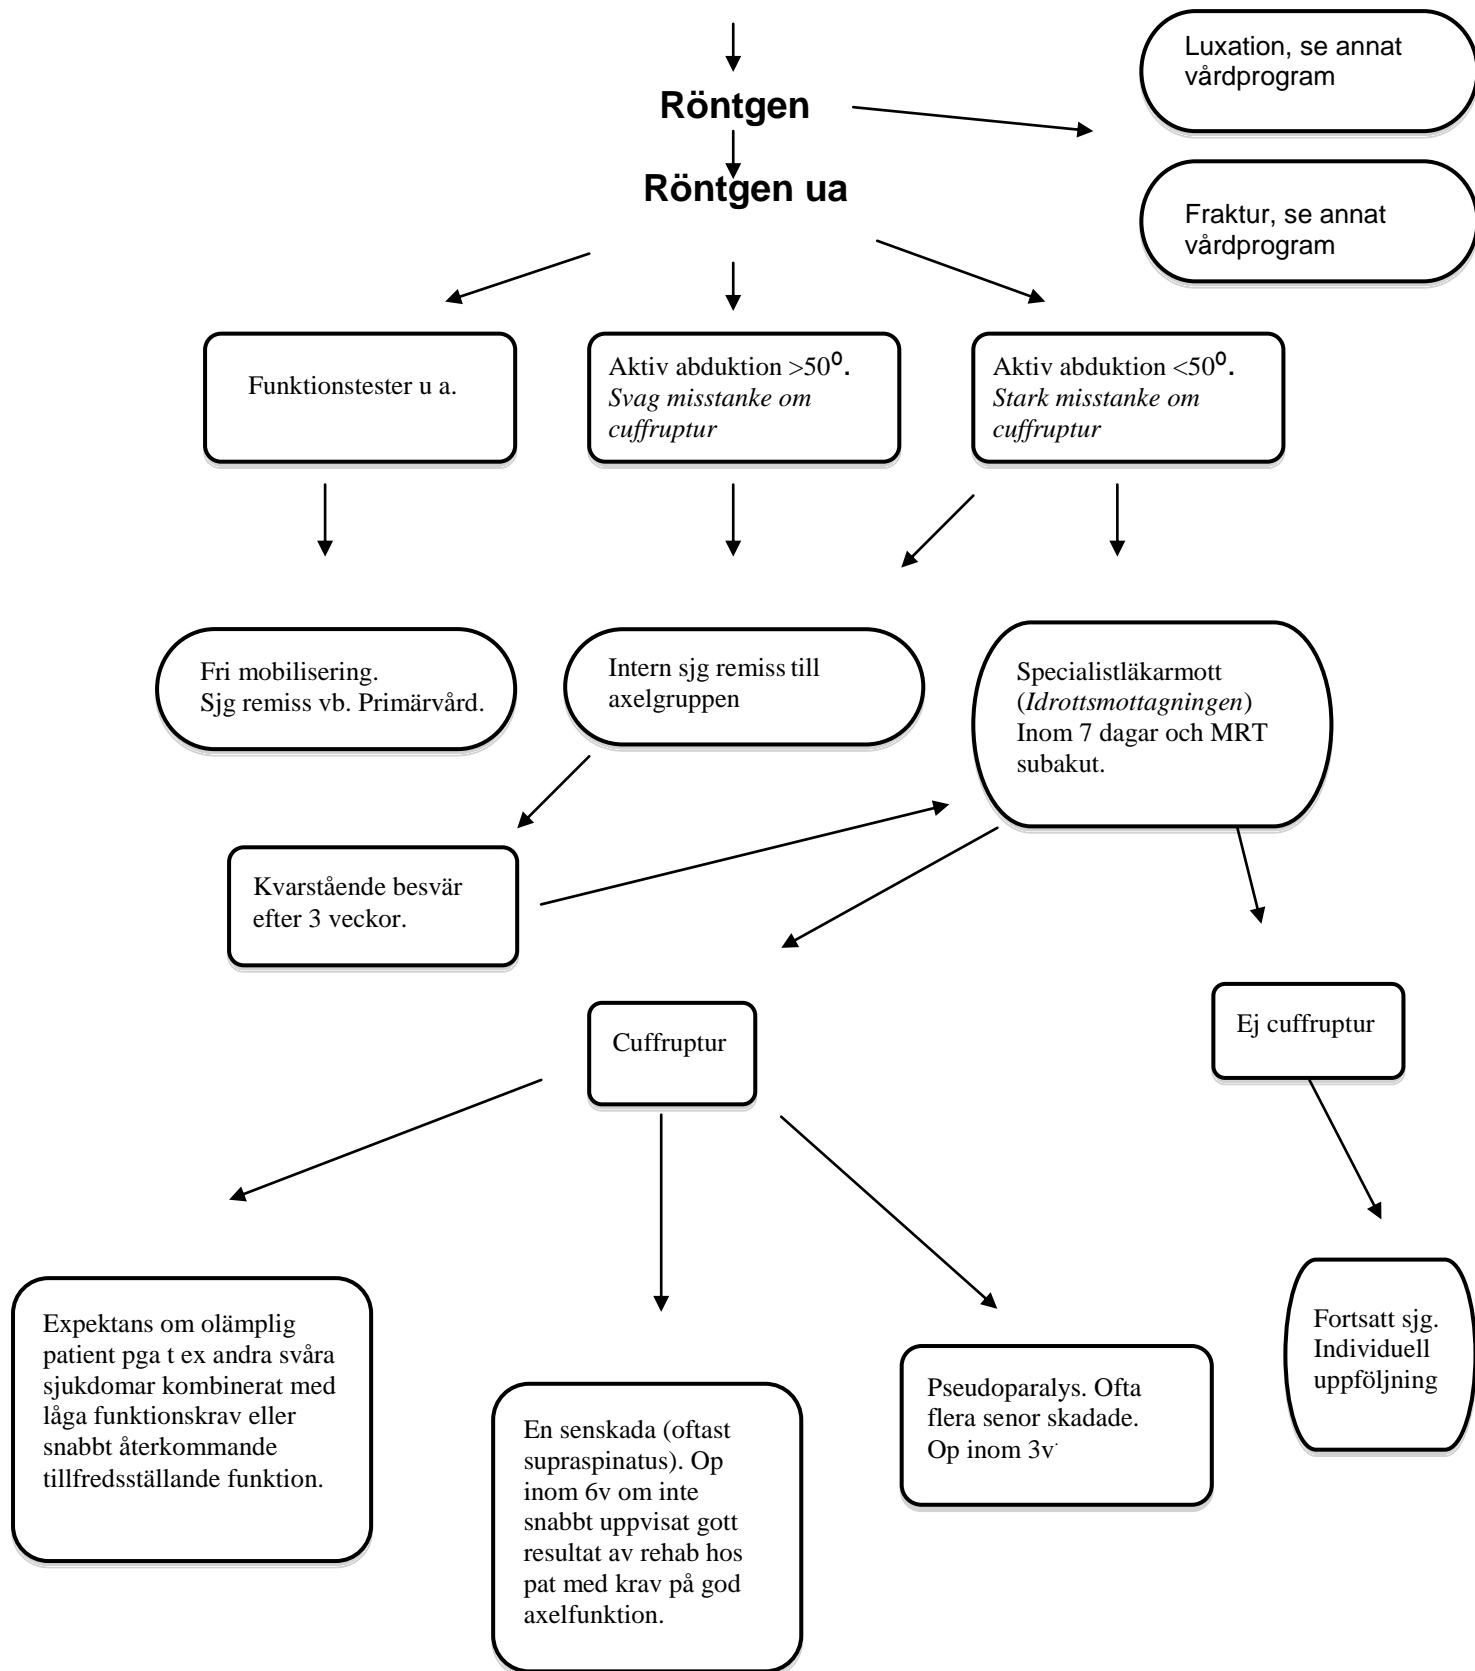 Luxation, se annat
vårdprogram
Röntgen
Röntgen ua
Fraktur, se annat
vårdprogram
Funktionstester u a.
Aktiv abduktion >50⁰.
Svag misstanke om
cuffruptur
Aktiv abduktion <50⁰.
Stark misstanke om
cuffruptur
Fri mobilisering.
Sjg remiss vb. Primärvård.
Intern sjg remiss till
axelgruppen
Specialistläkarmott
(Idrottsmottagningen)
Inom 7 dagar och MRT
subakut.
Kvarstående besvär
efter 3 veckor.
Cuffruptur
Ej cuffruptur
Expektans om olämplig
patient pga t ex andra svåra
sjukdomar kombinerat med
låga funktionskrav eller
snabbt återkommande
tillfredsställande funktion.
En senskada (oftast
supraspinatus). Op
inom 6v om inte
snabbt uppvisat gott
resultat av rehab hos
pat med krav på god
axelfunktion.
Pseudoparalys. Ofta
flera senor skadade.
Op inom 3v.
Fortsatt sjg.
Individuell
uppföljning